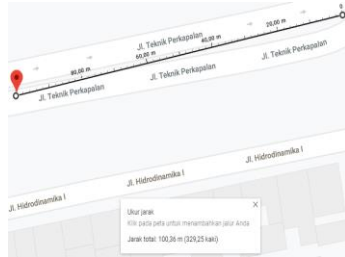 0
20,00 m
Jl. Teknik Perkapalan
40,00 m
60,00 m
Jl. Teknik Perkapalan
80,00 m
Jl. Teknik Perkapalan
Jl. Teknik Perkapalan
Jl. Hidrodinamika I
Jl. Hidrodinamika I
Jl. Hidrodinamika I
Ukur jarak
Klik pada peta untuk menambahkan jalur Anda
Jarak total: 100,36 m (329,25 kaki)